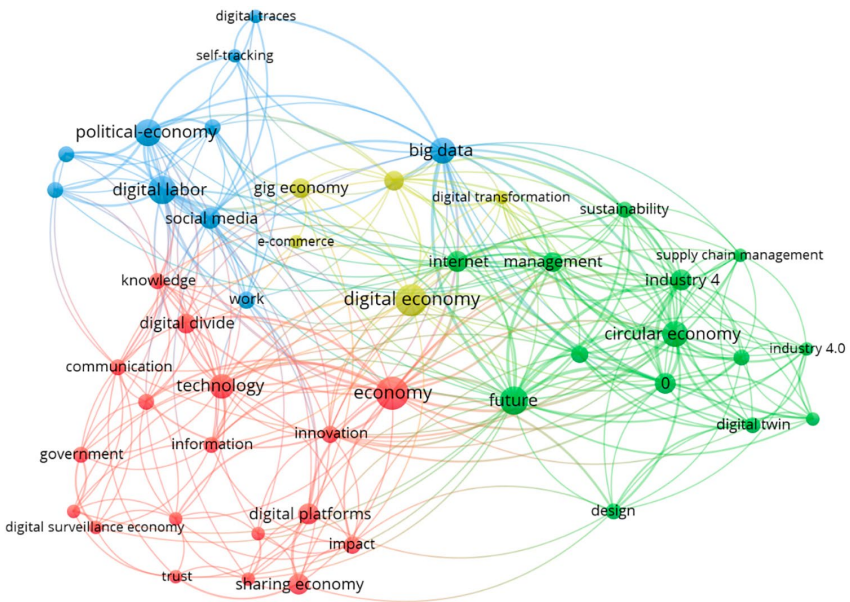 digital traces
self-tracking
political-economy
big data
digital labor
gig economy
digital transformation
social media
sustainability
e-commerce
internet
management
supply chain management
knowledge
industry 4
work
digital economy
digital divide
circular economy
industry 4.0
communication
technology
economy
0
future
digital twin
innovation
information
government
digital platforms
design
digital surveillance economy
impact
trust
sharing economy